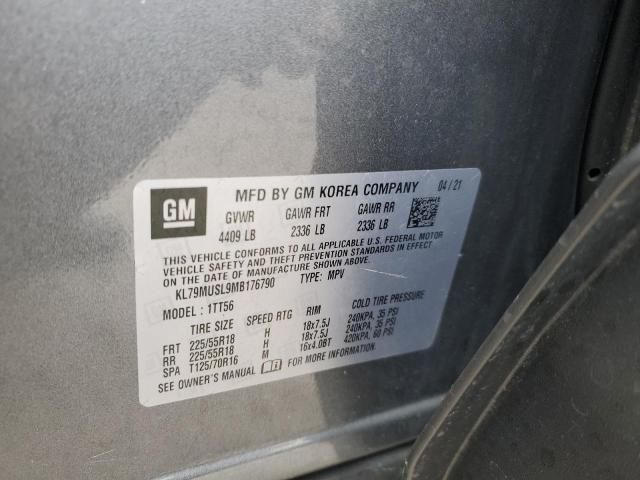 GM
MFD BY GM KOREA COMPANY 04/21
GVWR GAWR FRT GAWR RR
4409 LB 2336 LB 2336 LB
THIS VEHICLE CONFORMS TO ALL APPLICABLE U.S. FEDERAL MOTOR
VEHICLE SAFETY AND THEFT PREVENTION STANDARDS IN EFFECT
ON THE DATE OF MANUFACTURE SHOWN ABOVE.
KL79MUSL9MB176790 TYPE: MPV
MODEL: 1TT56
TIRE SIZE SPEED RTG RIM COLD TIRE PRESSURE
FRT 225/55R18 H 18x7.5J 240KPA, 35 PSI
RR 225/55R18 H 18x7.5J 240KPA, 35 PSI
SPA T125/70R16 M 16x4.0BT 420KPA, 60 PSI
SEE OWNER'S MANUAL FOR MORE INFORMATION.